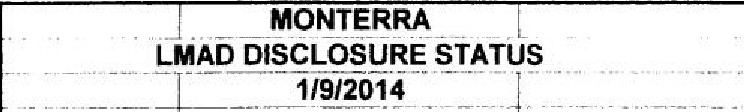 MONTERRA
LMAD DISCLOSURE STATUS
1/9/2014